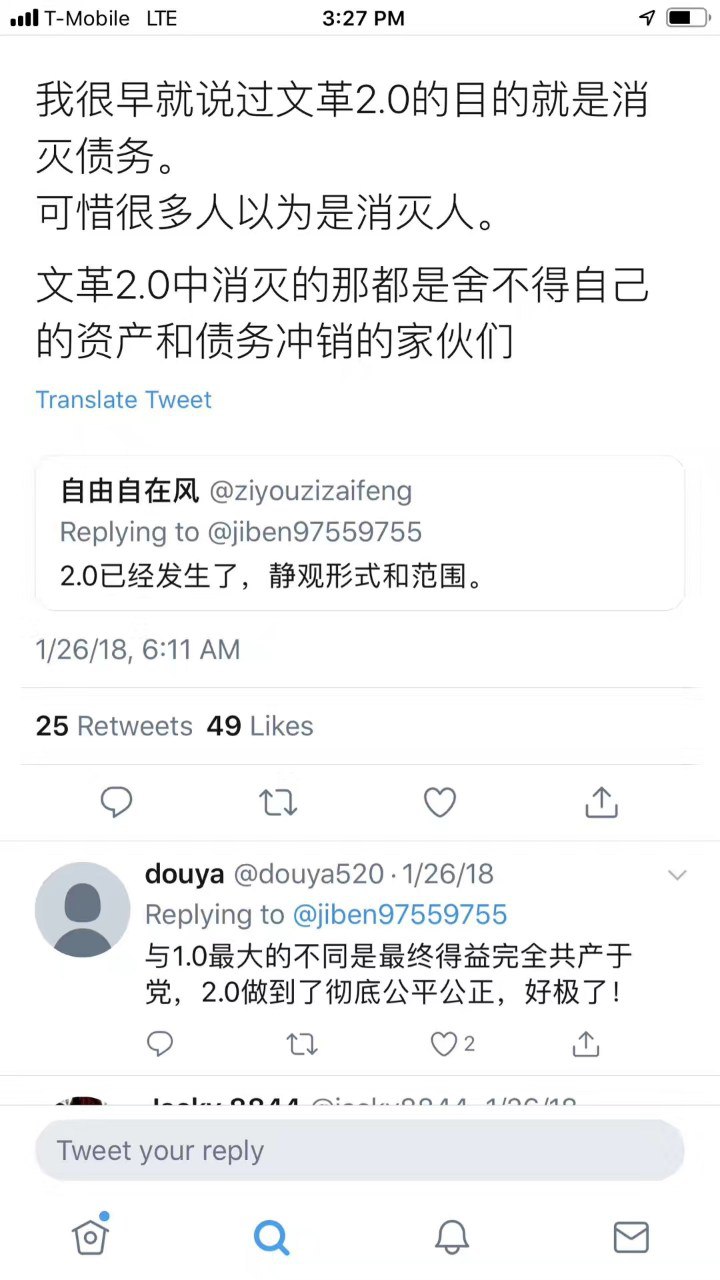 T-Mobile LTE 3:27 PM
我很早就说过文革2.0的目的就是消
灭债务。
可惜很多人以为是消灭人。
文革2.0中消灭的那都是舍不得自己
的资产和债务冲销的家伙们
Translate Tweet
自由自在风 @ziyouzizaifeng
Replying to @jiben97559755
2.0已经发生了，静观形式和范围。
1/26/18, 6:11 AM
25 Retweets 49 Likes
douya @douya520 · 1/26/18
Replying to @jiben97559755
与1.0最大的不同是最终得益完全共产于
党，2.0做到了彻底公平公正，好极了！
2
Tweet your reply